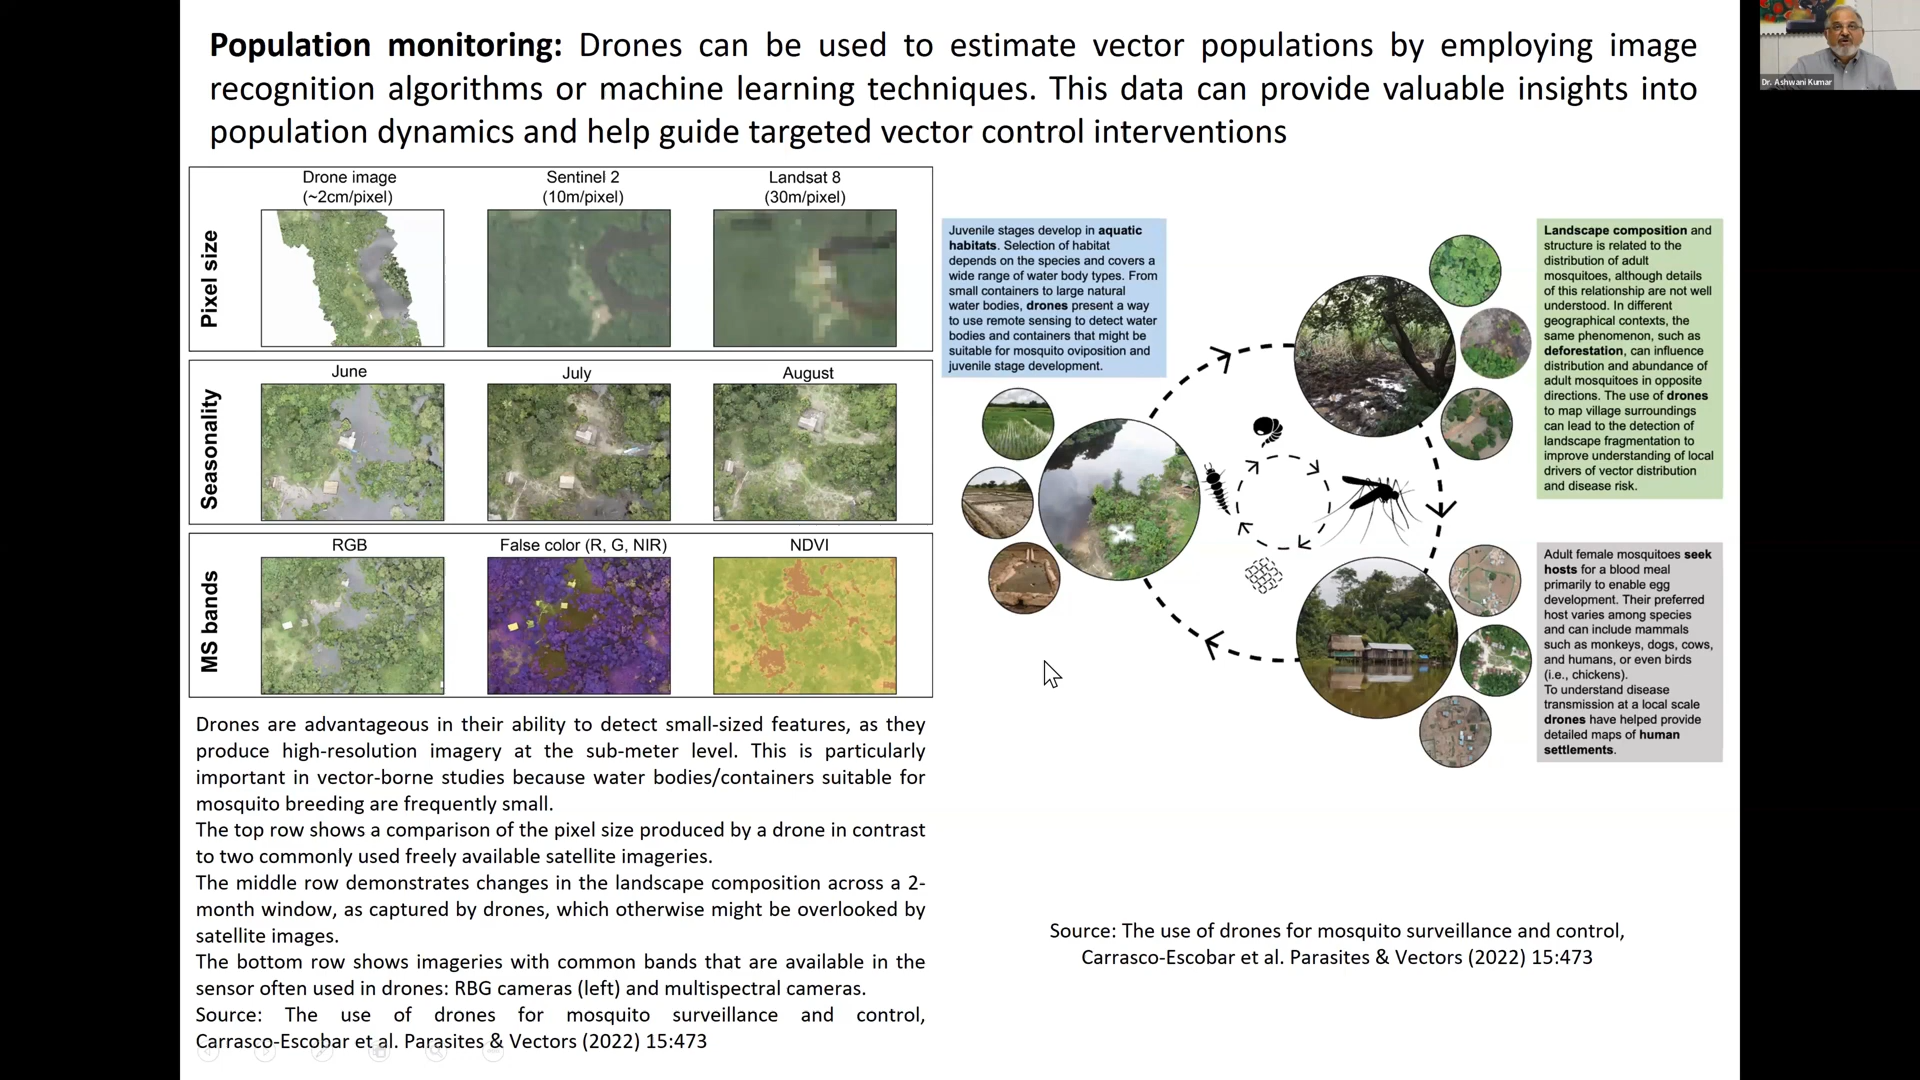 Population monitoring: Drones can be used to estimate vector populations by employing image
recognition algorithms or machine learning techniques. This data can provide valuable insights into
population dynamics and help guide targeted vector control interventions
Dr. Ashwani Kumar
Drone image
(~2cm/pixel)
Sentinel 2
(10m/pixel)
Landsat 8
(30m/pixel)
Pixel size
June
July
August
Seasonality
RGB
False color (R, G, NIR)
NDVI
MS bands
Drones are advantageous in their ability to detect small-sized features, as they
produce high-resolution imagery at the sub-meter level. This is particularly
important in vector-borne studies because water bodies/containers suitable for
mosquito breeding are frequently small.
The top row shows a comparison of the pixel size produced by a drone in contrast
to two commonly used freely available satellite imageries.
The middle row demonstrates changes in the landscape composition across a 2-
month window, as captured by drones, which otherwise might be overlooked by
satellite images.
The bottom row shows imageries with common bands that are available in the
sensor often used in drones: RBG cameras (left) and multispectral cameras.
Source: The use of drones for mosquito surveillance and control,
Carrasco-Escobar et al. Parasites & Vectors (2022) 15:473
Juvenile stages develop in aquatic
habitats. Selection of habitat
depends on the species and covers a
wide range of water body types. From
small containers to large natural
water bodies, drones present a way
to use remote sensing to detect water
bodies and containers that might be
suitable for mosquito oviposition and
juvenile stage development.
Landscape composition and
structure is related to the
distribution of adult
mosquitoes, although details
of this relationship are not well
understood. In different
geographical contexts, the
same phenomenon, such as
deforestation, can influence
distribution and abundance of
adult mosquitoes in opposite
directions. The use of drones
to map village surroundings
can lead to the detection of
landscape fragmentation to
improve understanding of local
drivers of vector distribution
and disease risk.
Adult female mosquitoes seek
hosts for a blood meal
primarily to enable egg
development. Their preferred
host varies among species
and can include mammals
such as monkeys, dogs, cows,
and humans, or even birds
(i.e., chickens).
To understand disease
transmission at a local scale
drones have helped provide
detailed maps of human
settlements.
Source: The use of drones for mosquito surveillance and control,
Carrasco-Escobar et al. Parasites & Vectors (2022) 15:473